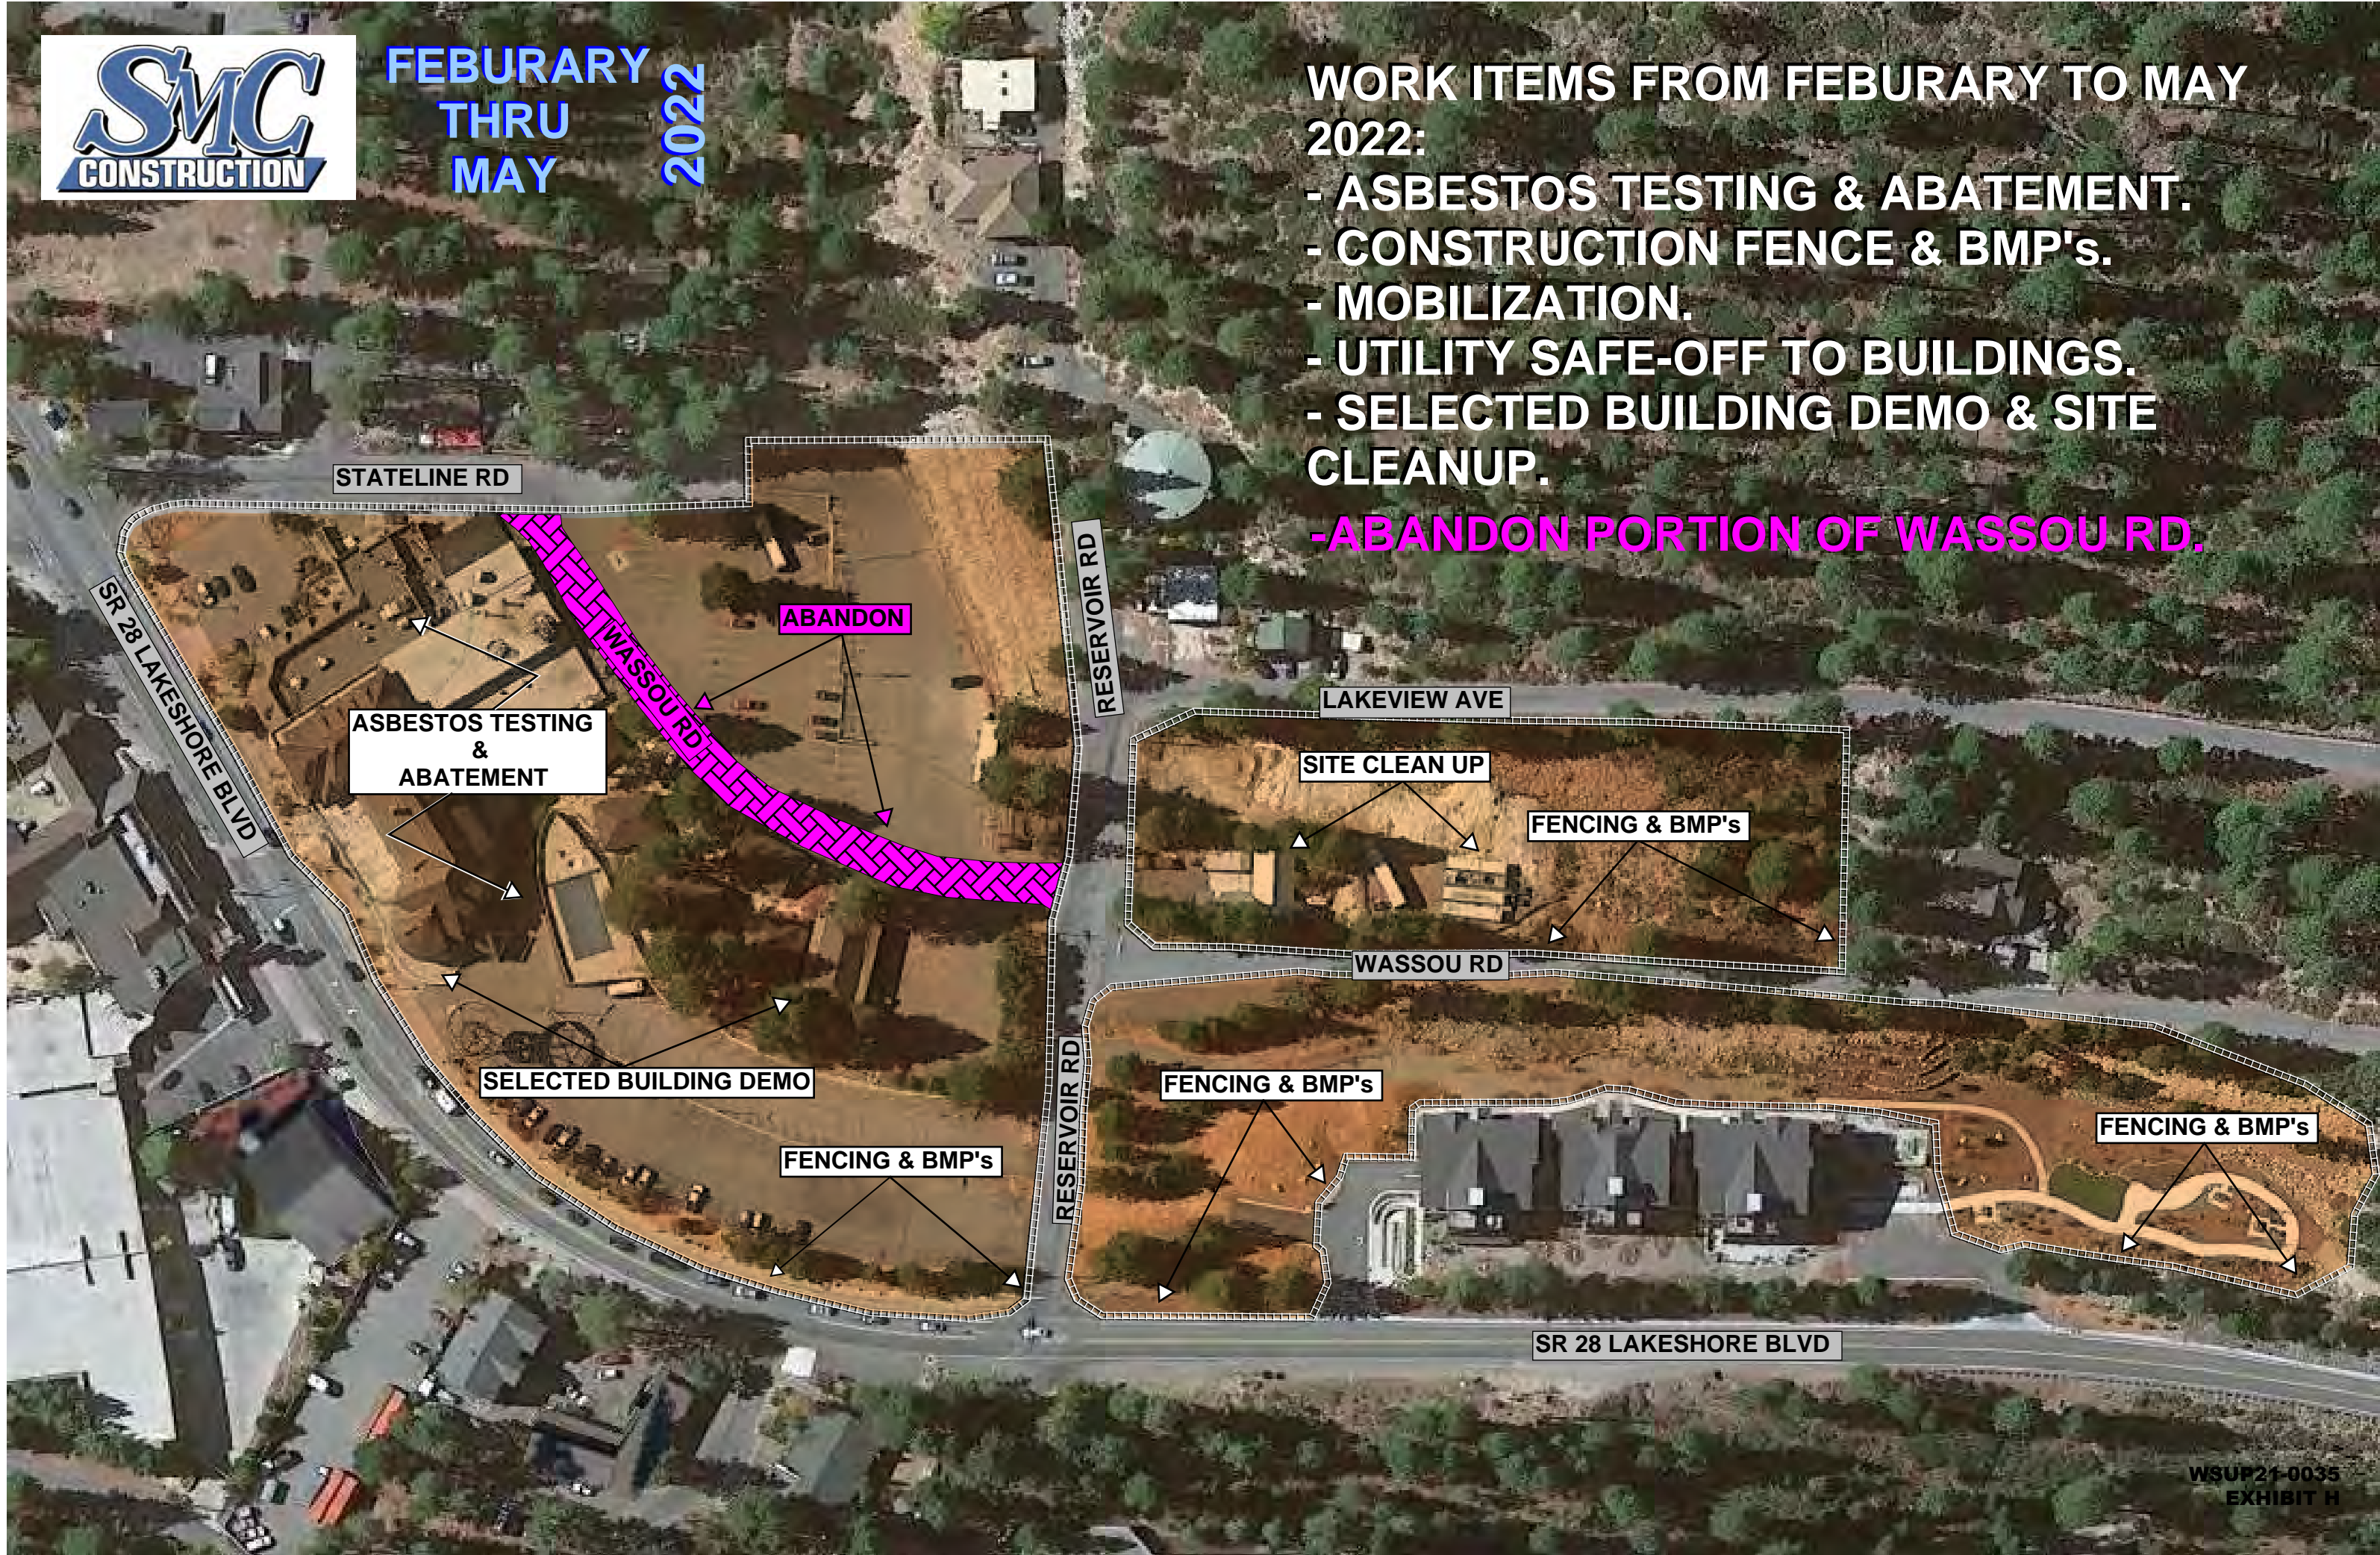 SMC
CONSTRUCTION
FEBURARY
THRU
MAY
2022
WORK ITEMS FROM FEBURARY TO MAY
2022:
- ASBESTOS TESTING & ABATEMENT.
- CONSTRUCTION FENCE & BMP's.
- MOBILIZATION.
- UTILITY SAFE-OFF TO BUILDINGS.
- SELECTED BUILDING DEMO & SITE
CLEANUP.
-ABANDON PORTION OF WASSOU RD.
STATELINE RD
SR 28 LAKESHORE BLVD
RESERVOIR RD
ABANDON
WASSOU RD
ASBESTOS TESTING
&
ABATEMENT
LAKEVIEW AVE
SITE CLEAN UP
FENCING & BMP's
WASSOU RD
SELECTED BUILDING DEMO
RESERVOIR RD
FENCING & BMP's
FENCING & BMP's
FENCING & BMP's
SR 28 LAKESHORE BLVD
WSUP21-0035
EXHIBIT H